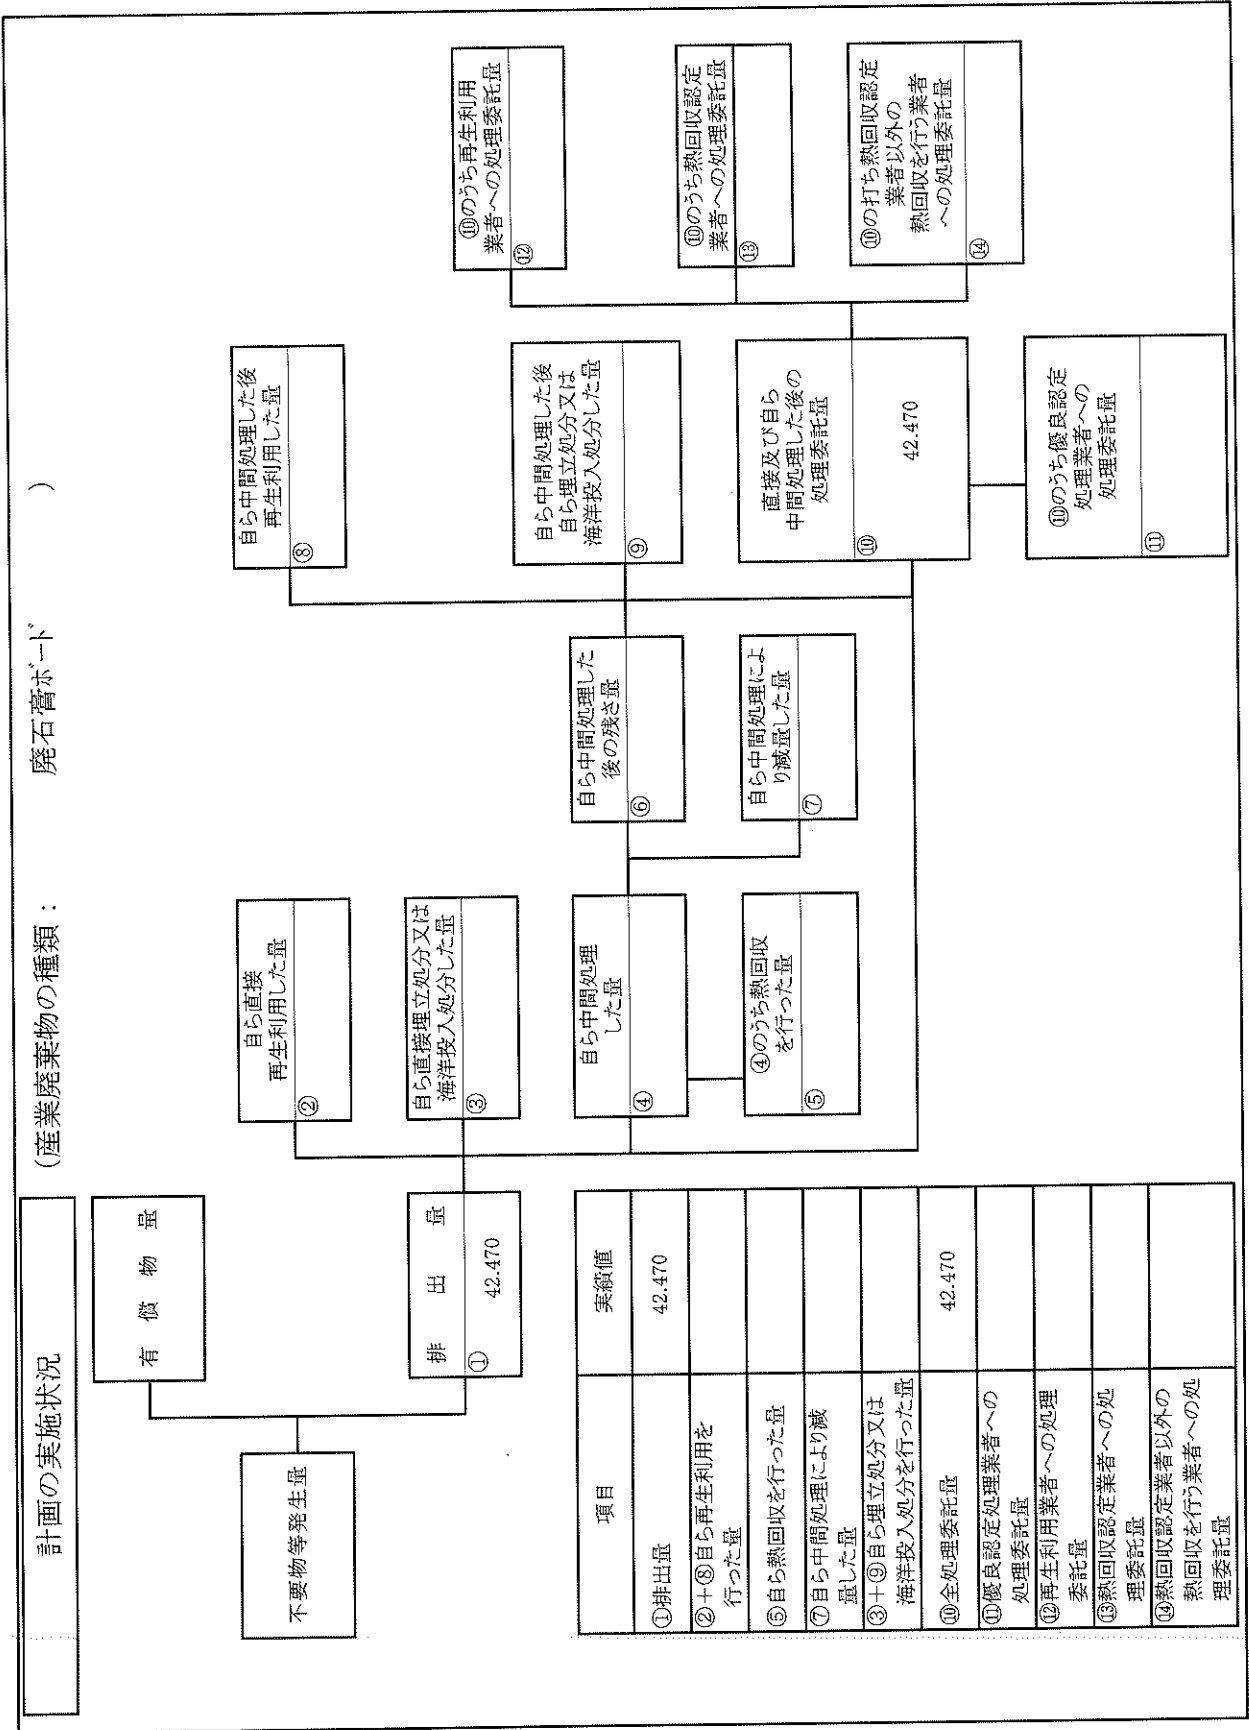 計画の実施状況
(産業廃棄物の種類： 廃石膏ボード )
不要物等発生量
有 償 物 量
排 出 量
①
42.470
自ら直接
再生利用した量
②
自ら直接埋立処分又は
海洋投入処分した量
③
自ら中間処理
した量
④
④のうち熱回収
を行った量
⑤
自ら中間処理した
後の残さ量
⑥
自ら中間処理によ
り減量した量
⑦
自ら中間処理した後
再生利用した量
⑧
自ら中間処理した後
自ら埋立処分又は
海洋投入処分した量
⑨
直接及び自ら
中間処理した後の
処理委託量
⑩
42.470
⑩のうち優良認定
処理業者への
処理委託量
⑪
⑩のうち再生利用
業者への処理委託量
⑫
⑩のうち熱回収認定
業者への処理委託量
⑬
⑩の打ち熱回収認定
業者以外の
熱回収を行う業者
への処理委託量
⑭
項目 実績値
①排出量 42.470
②＋⑧自ら再生利用を
行った量
⑤自ら熱回収を行った量
⑦自ら中間処理により減
量した量
③＋⑨自ら埋立処分又は
海洋投入処分を行った量
⑩全処理委託量 42.470
⑪優良認定処理業者への
処理委託量
⑫再生利用業者への処理
委託量
⑬熱回収認定業者への処
理委託量
⑭熱回収認定業者以外の
熱回収を行う業者への処
理委託量